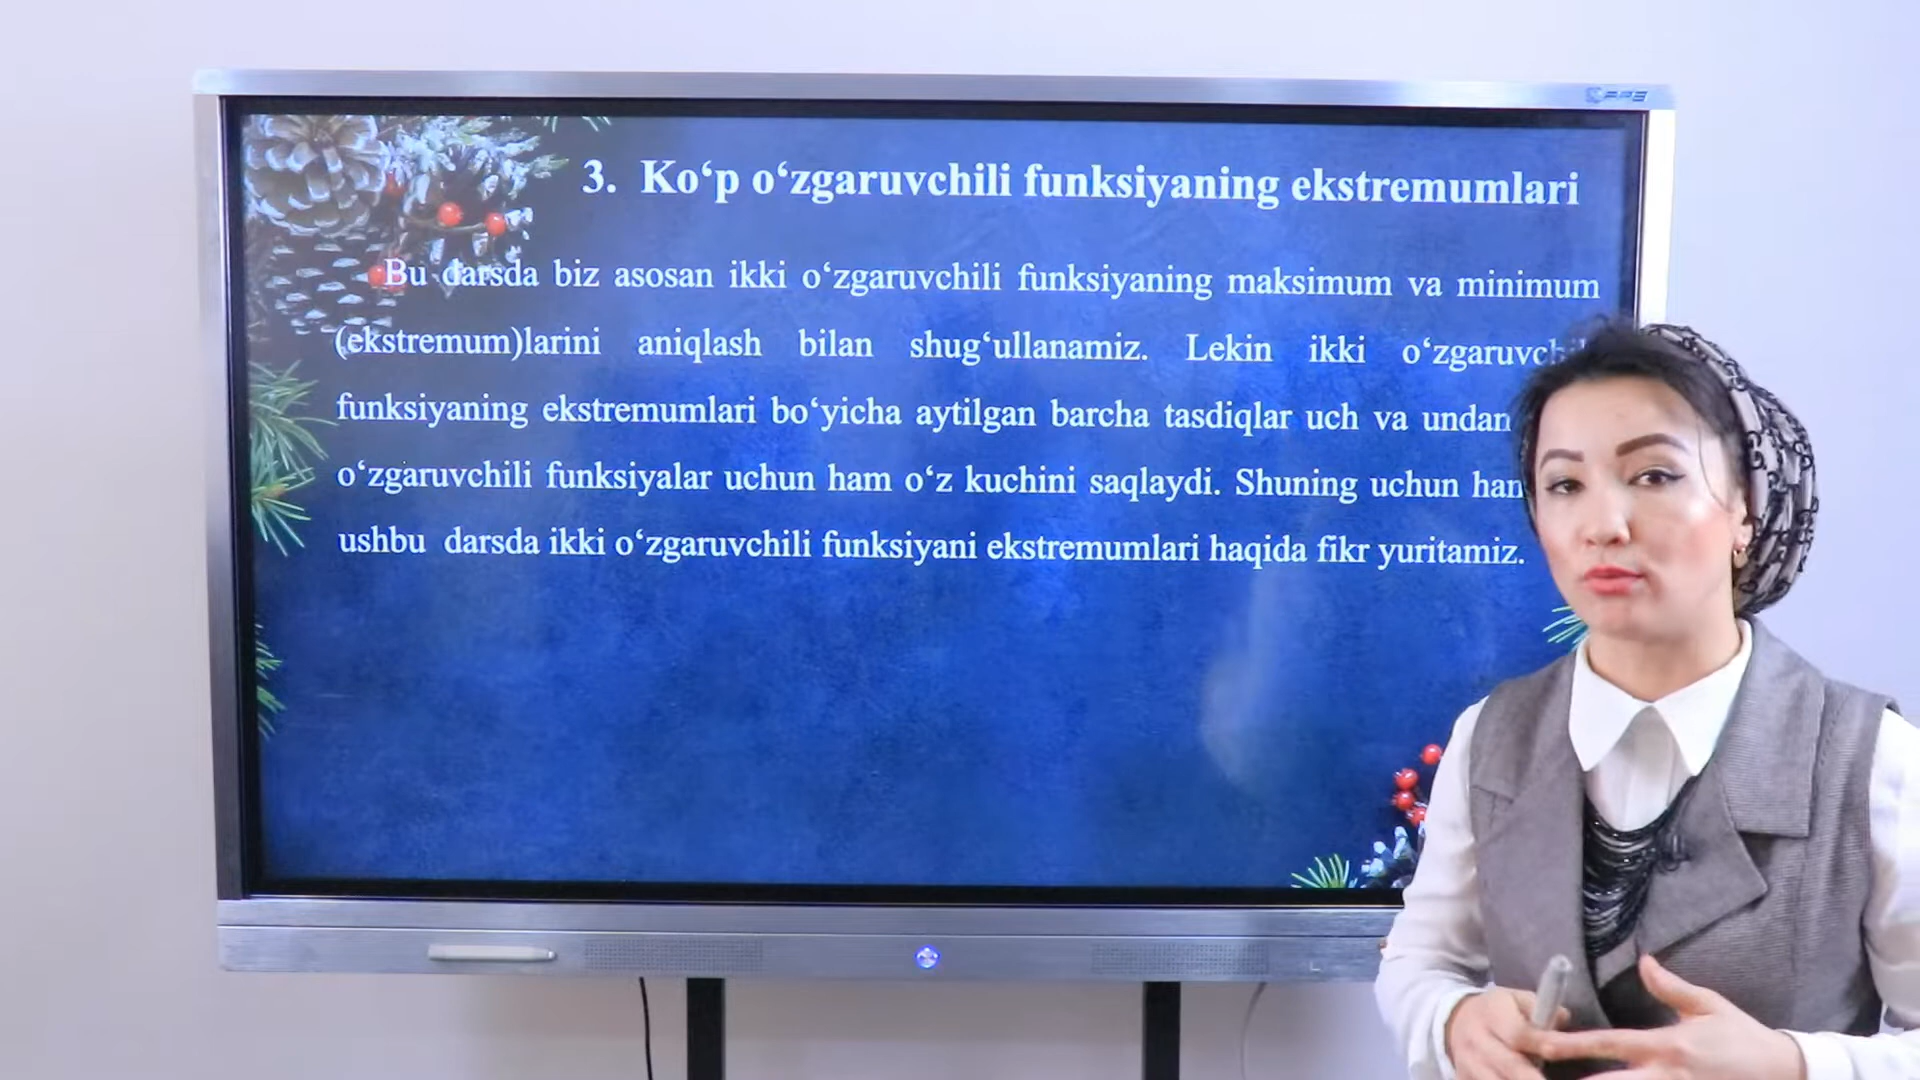 3. Ko‘p o‘zgaruvchili funksiyaning ekstremumlari
Bu darsda biz asosan ikki o‘zgaruvchili funksiyaning maksimum va minimum
(ekstremum)larini aniqlash bilan shug‘ullanamiz. Lekin ikki
funksiyaning ekstremumlari bo‘yicha aytilgan barcha tasdiqlar uch va undan
o‘zgaruvchili funksiyalar uchun ham o‘z kuchini saqlaydi. Shuning uchun
ushbu darsda ikki o‘zgaruvchili funksiyani ekstremumlari haqida fikr yuritamiz.